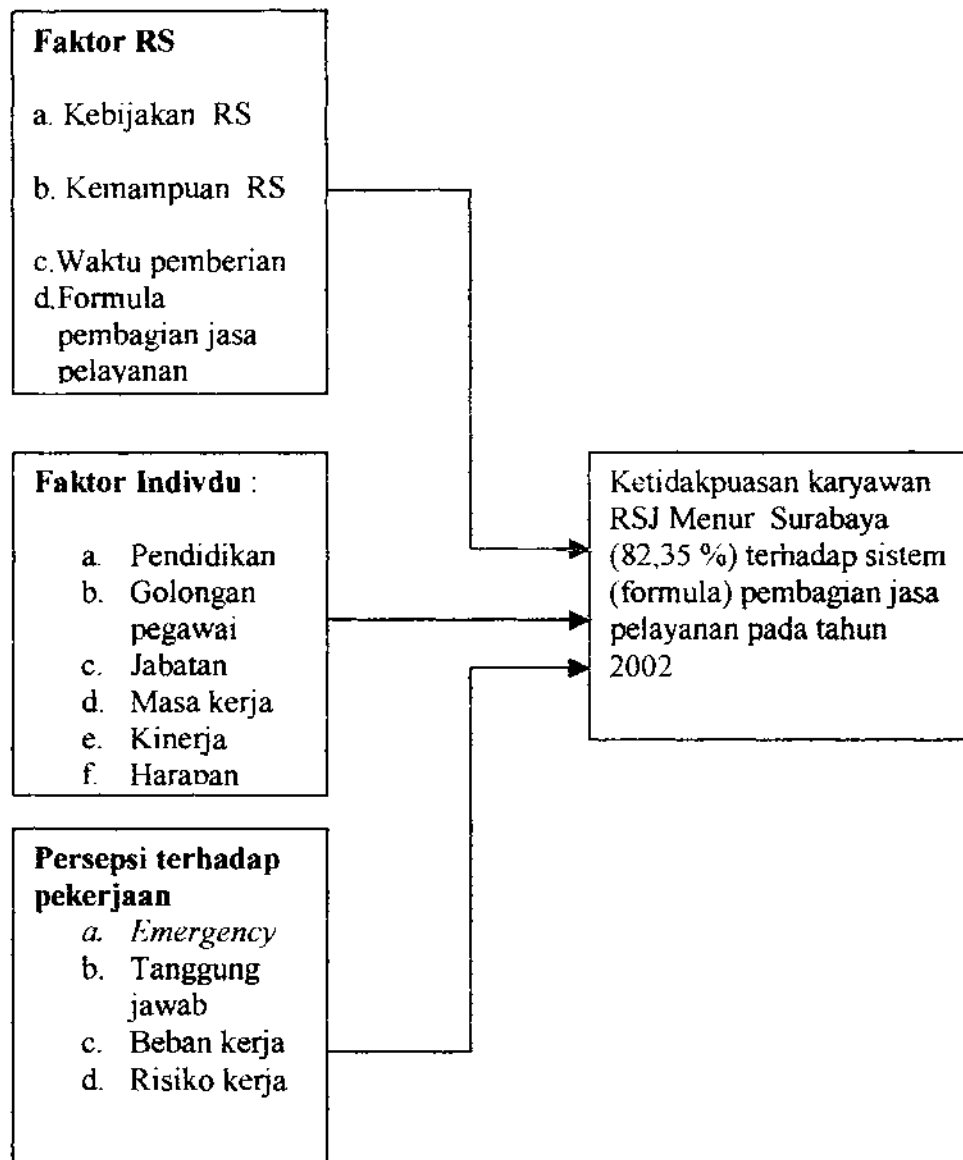 Faktor RS
a. Kebijakan RS
b. Kemampuan RS
c.Waktu pemberian
d.Formula
pembagian jasa
pelayanan
Faktor Indivdu :
a. Pendidikan
b. Golongan
pegawai
c. Jabatan
d. Masa kerja
e. Kinerja
f. Harapan
Persepsi terhadap
pekerjaan
a. Emergency
b. Tanggung
jawab
c. Beban kerja
d. Risiko kerja
Ketidakpuasan karyawan
RSJ Menur Surabaya
(82,35 %) terhadap sistem
(formula) pembagian jasa
pelayanan pada tahun
2002